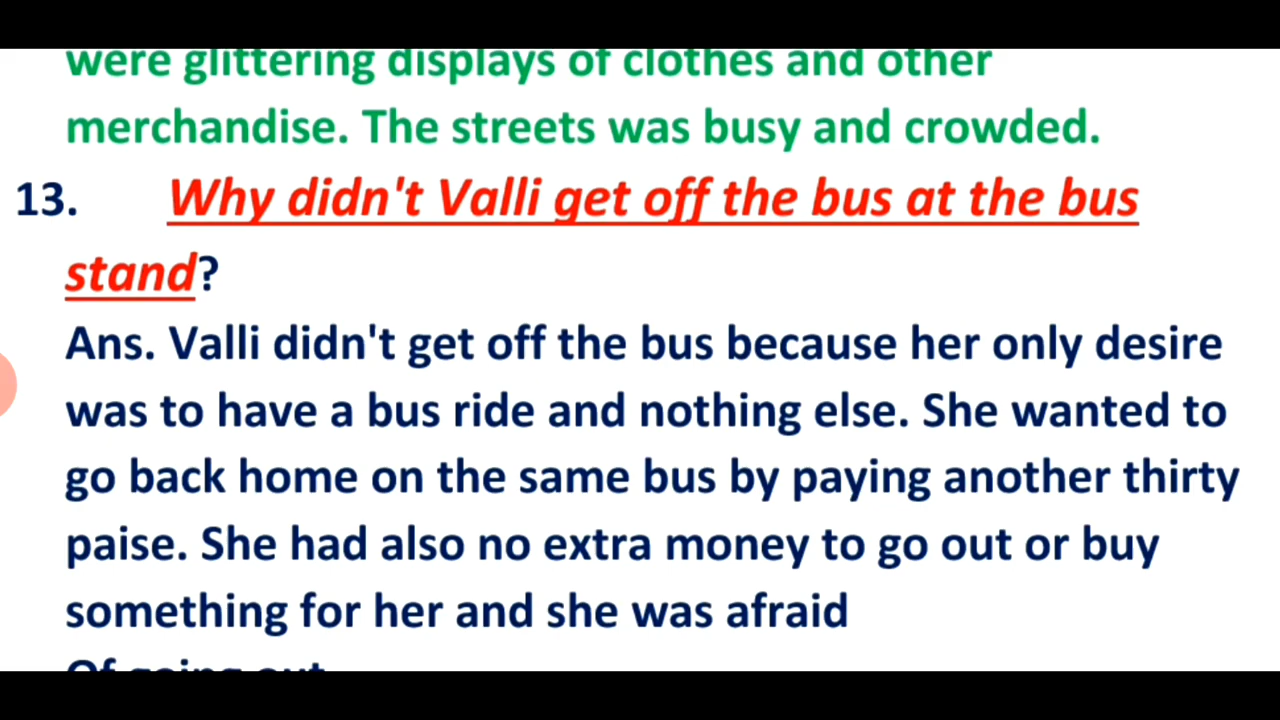 were glittering displays of clothes and other
merchandise. The streets was busy and crowded.
13. Why didn't Valli get off the bus at the bus
stand?
Ans. Valli didn't get off the bus because her only desire
was to have a bus ride and nothing else. She wanted to
go back home on the same bus by paying another thirty
paise. She had also no extra money to go out or buy
something for her and she was afraid
Of going out